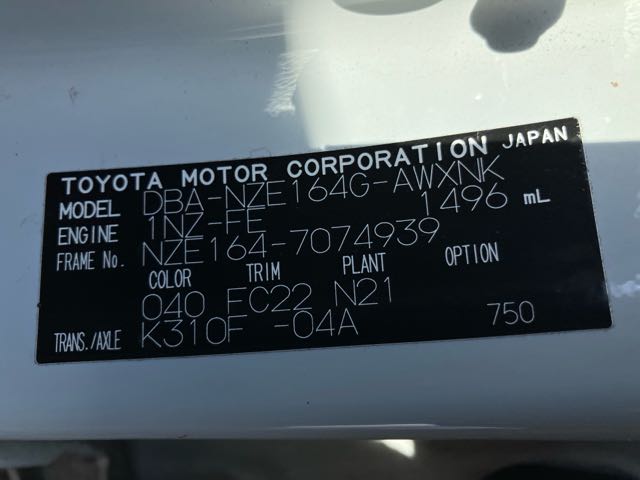 TOYOTA MOTOR CORPORATION JAPAN
MODEL DBA-NZE164G-AWXNK
ENGINE 1NZ-FE 1496 mL
FRAME No. NZE164-7074939
COLOR TRIM PLANT OPTION
040 FC22 N21
TRANS./AXLE K310F -04A 750